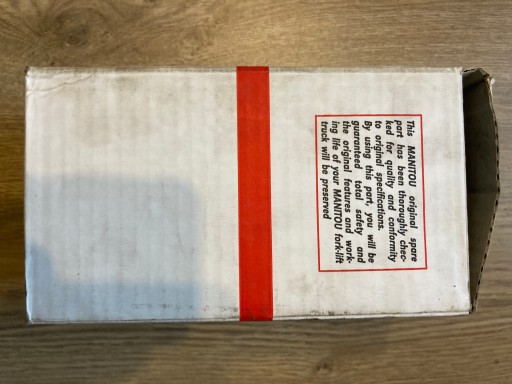 This MANITOU original spare
part has been thoroughly chec-
ked for quality and conformity
to original specifications.
By using this part, you will be
guaranteed total safety and
the original features and work-
ing life of your MANITOU fork-lift
truck will be preserved